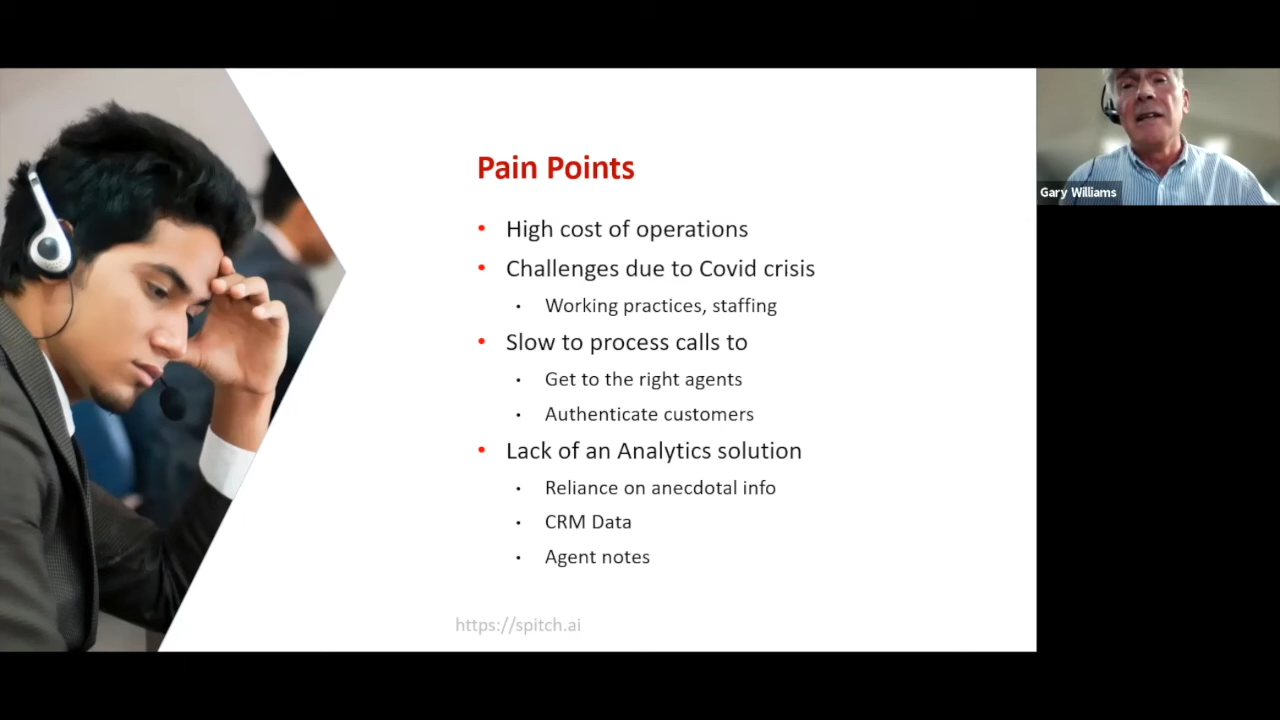 Pain Points
• High cost of operations
• Challenges due to Covid crisis
• Working practices, staffing
• Slow to process calls to
• Get to the right agents
• Authenticate customers
• Lack of an Analytics solution
• Reliance on anecdotal info
• CRM Data
• Agent notes
https://spitch.ai
Gary Williams